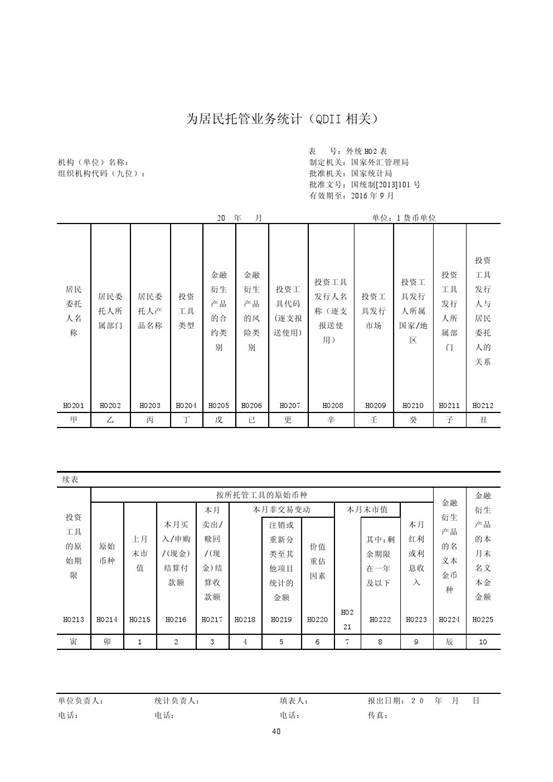 为居民托管业务统计（QDII 相关）
表　　号：外统 H02 表
机构（单位）名称：　制定机关：国家外汇管理局
组织机构代码（九位）：　批准机关：国家统计局
批准文号：国统制[2013]101 号
有效期至：2016 年 9 月
20　年　月　单位：1 货币单位
居民委托人名称　居民委托人所属部门　居民委托人产品名称　投资工具类型　金融衍生产品的合约类别　金融衍生产品的风险类别　投资工具代码(逐支报送使用)　投资工具发行人名称（逐支报送使用）　投资工具发行市场　投资工具发行人所属国家/地区　投资工具发行人所属部门　投资工具发行人与居民委托人的关系
H0201　H0202　H0203　H0204　H0205　H0206　H0207　H0208　H0209　H0210　H0211　H0212
甲　乙　丙　丁　戊　己　更　辛　壬　癸　子　丑
续表
投资工具的原始期限　按所托管工具的原始币种　金融衍生产品的名义本金币种　金融衍生产品的本月末名义本金金额
原始币种　上月末市值　本月买入/申购/(现金)结算付款额　本月卖出/赎回/(现金)结算收款额　本月非交易变动　注销或重新分类至其他项目统计的金额　价值重估因素　本月末市值　其中:剩余期限在一年及以下　本月红利或利息收入
H0213　H0214　H0215　H0216　H0217　H0218　H0219　H0220　H0221　H0222　H0223　H0224　H0225
寅　卯　1　2　3　4　5　6　7　8　9　辰　10
单位负责人：　统计负责人：　填表人：　报出日期：２０　年　月　日
电话：　电话：　电话：　传真：
40